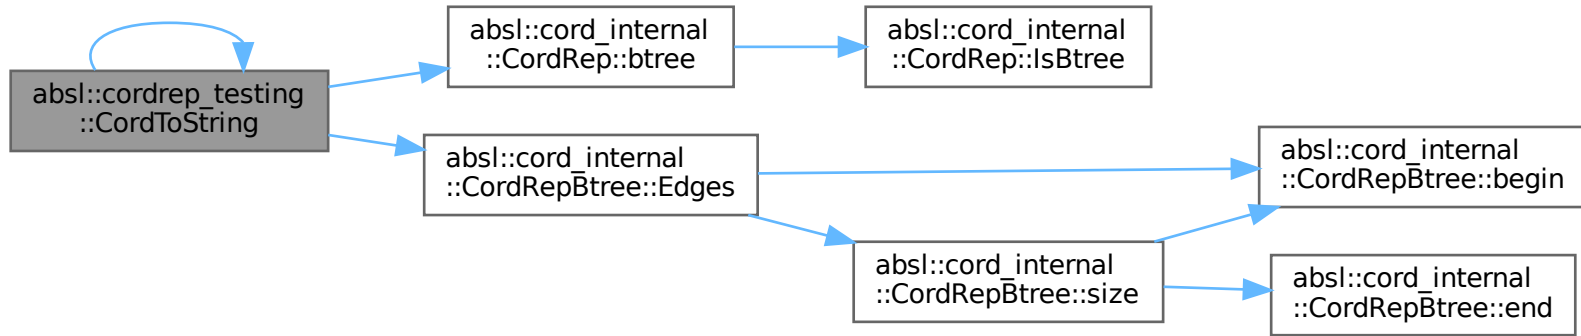 absl::cordrep_testing
::CordToString
absl::cord_internal
::CordRep::btree
absl::cord_internal
::CordRep::IsBtree
absl::cord_internal
::CordRepBtree::Edges
absl::cord_internal
::CordRepBtree::begin
absl::cord_internal
::CordRepBtree::size
absl::cord_internal
::CordRepBtree::end